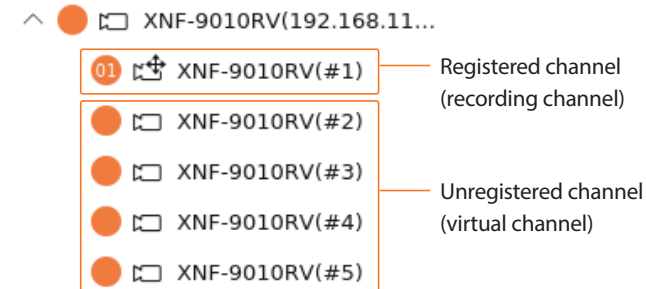 XNF-9010RV(192.168.11...
01 XNF-9010RV(#1)
Registered channel
(recording channel)
XNF-9010RV(#2)
XNF-9010RV(#3)
XNF-9010RV(#4)
XNF-9010RV(#5)
Unregistered channel
(virtual channel)